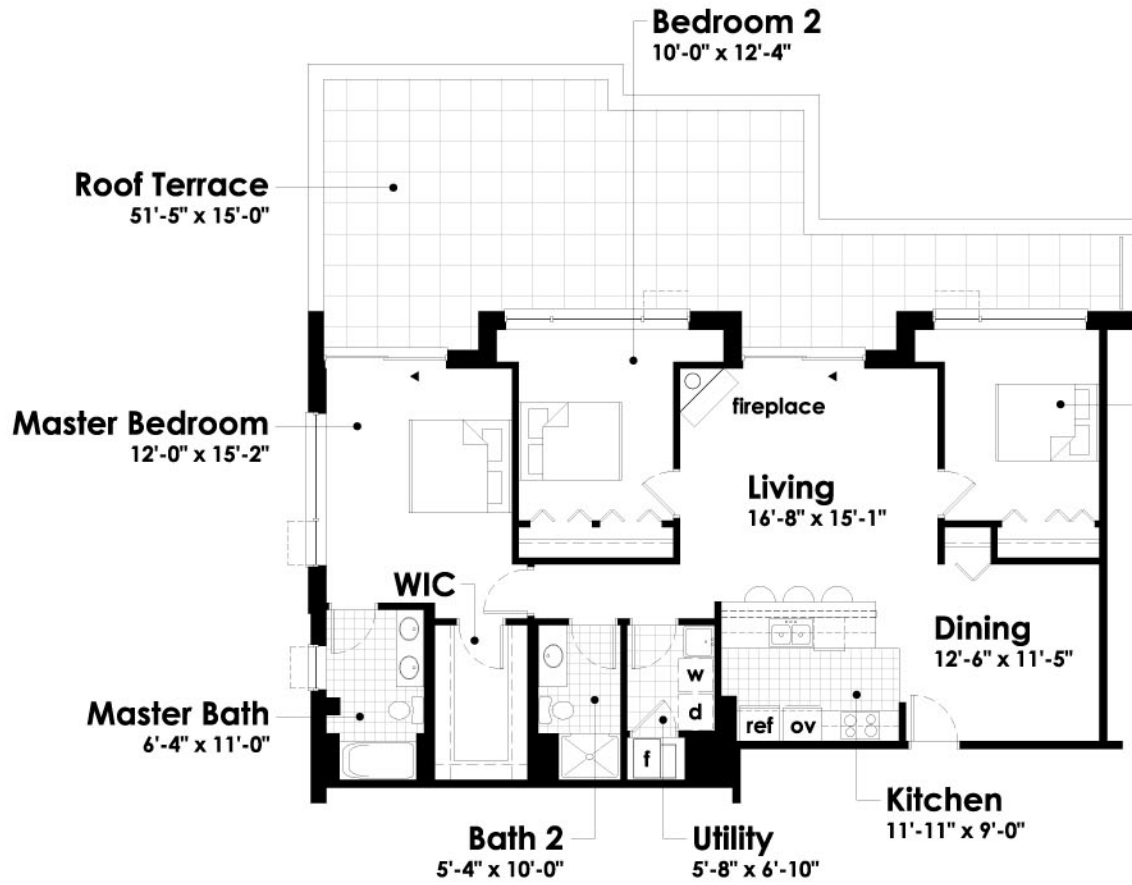 Bedroom 2
10'-0" x 12'-4"
Roof Terrace
51'-5" x 15'-0"
Master Bedroom
12'-0" x 15'-2"
fireplace
Living
16'-8" x 15'-1"
WIC
Dining
12'-6" x 11'-5"
w
d
Master Bath
6'-4" x 11'-0"
ref
ov
f
Kitchen
11'-11" x 9'-0"
Bath 2
5'-4" x 10'-0"
Utility
5'-8" x 6'-10"